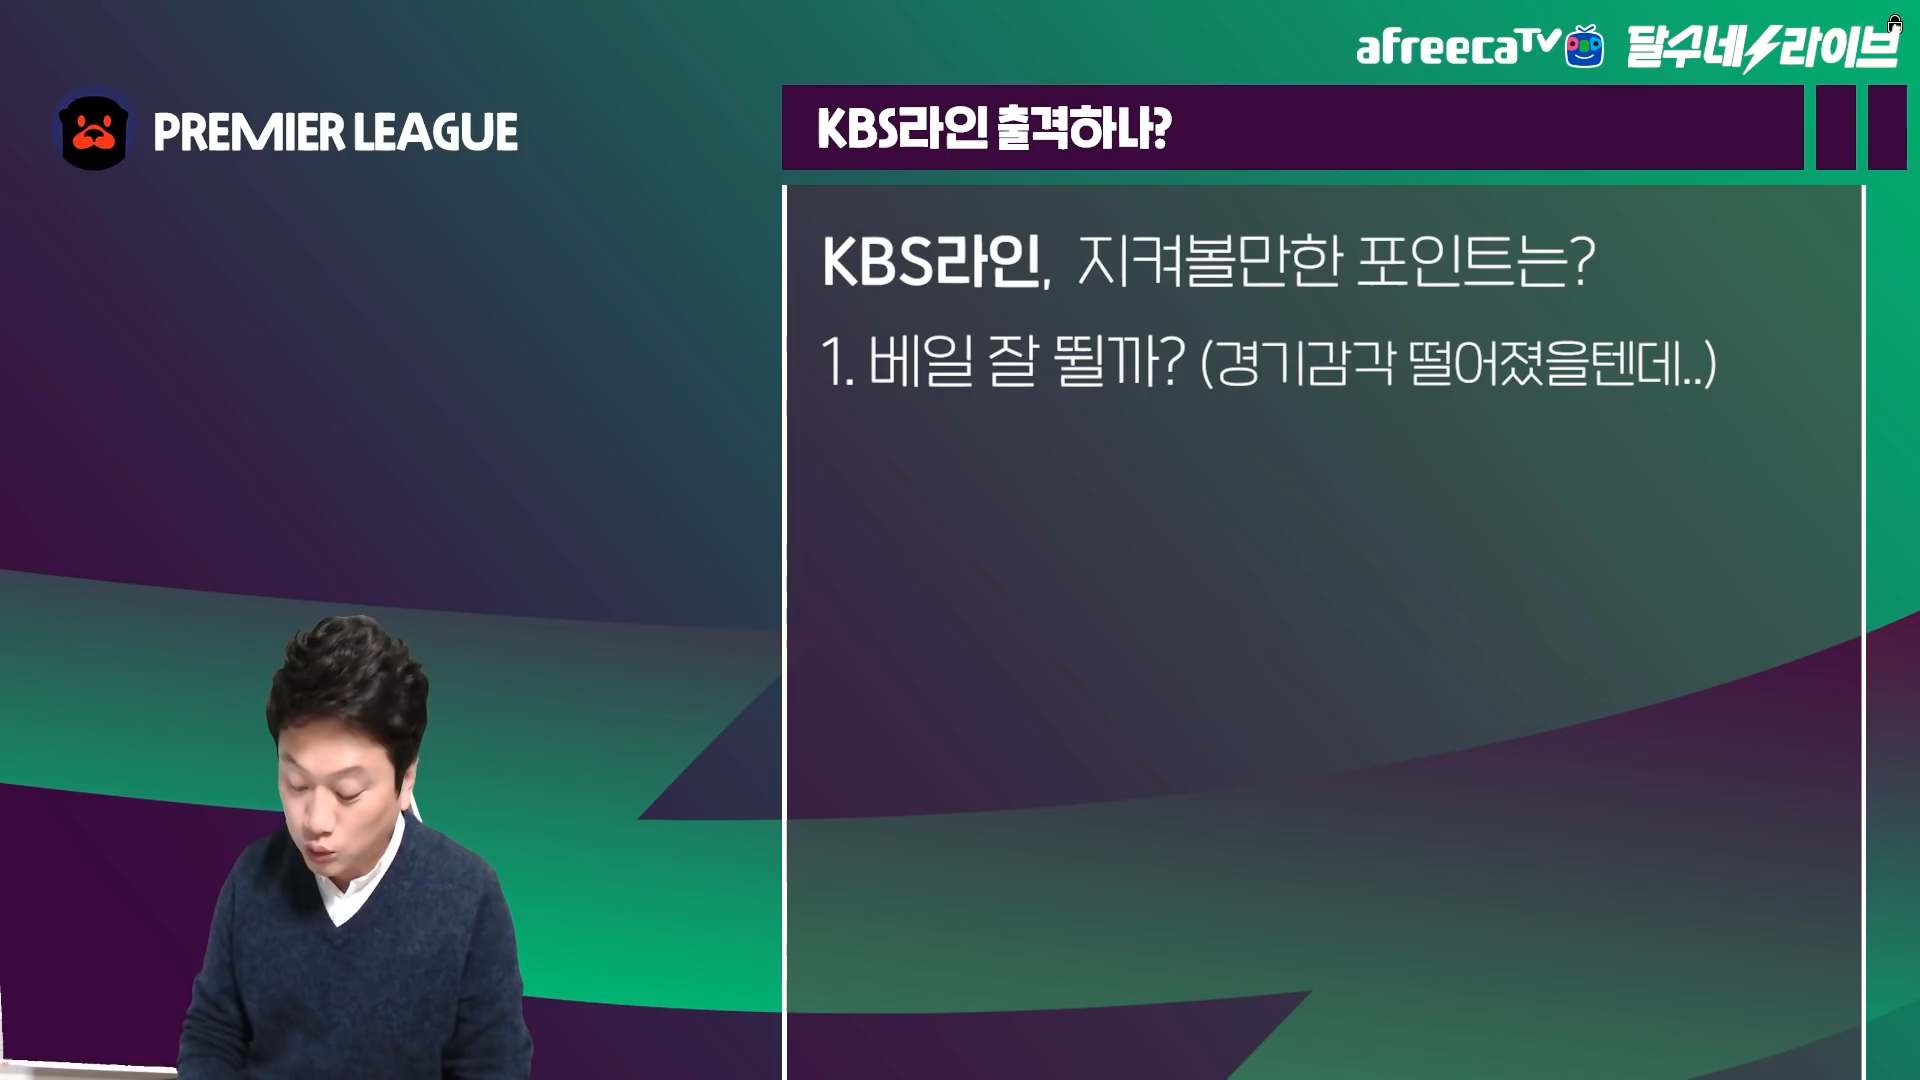 afreecaTV 달수네라이브
PREMIER LEAGUE
KBS라인 출격하나?
KBS라인, 지켜볼만한 포인트는?
1. 베일 잘 뛸까? (경기감각 떨어졌을텐데..)